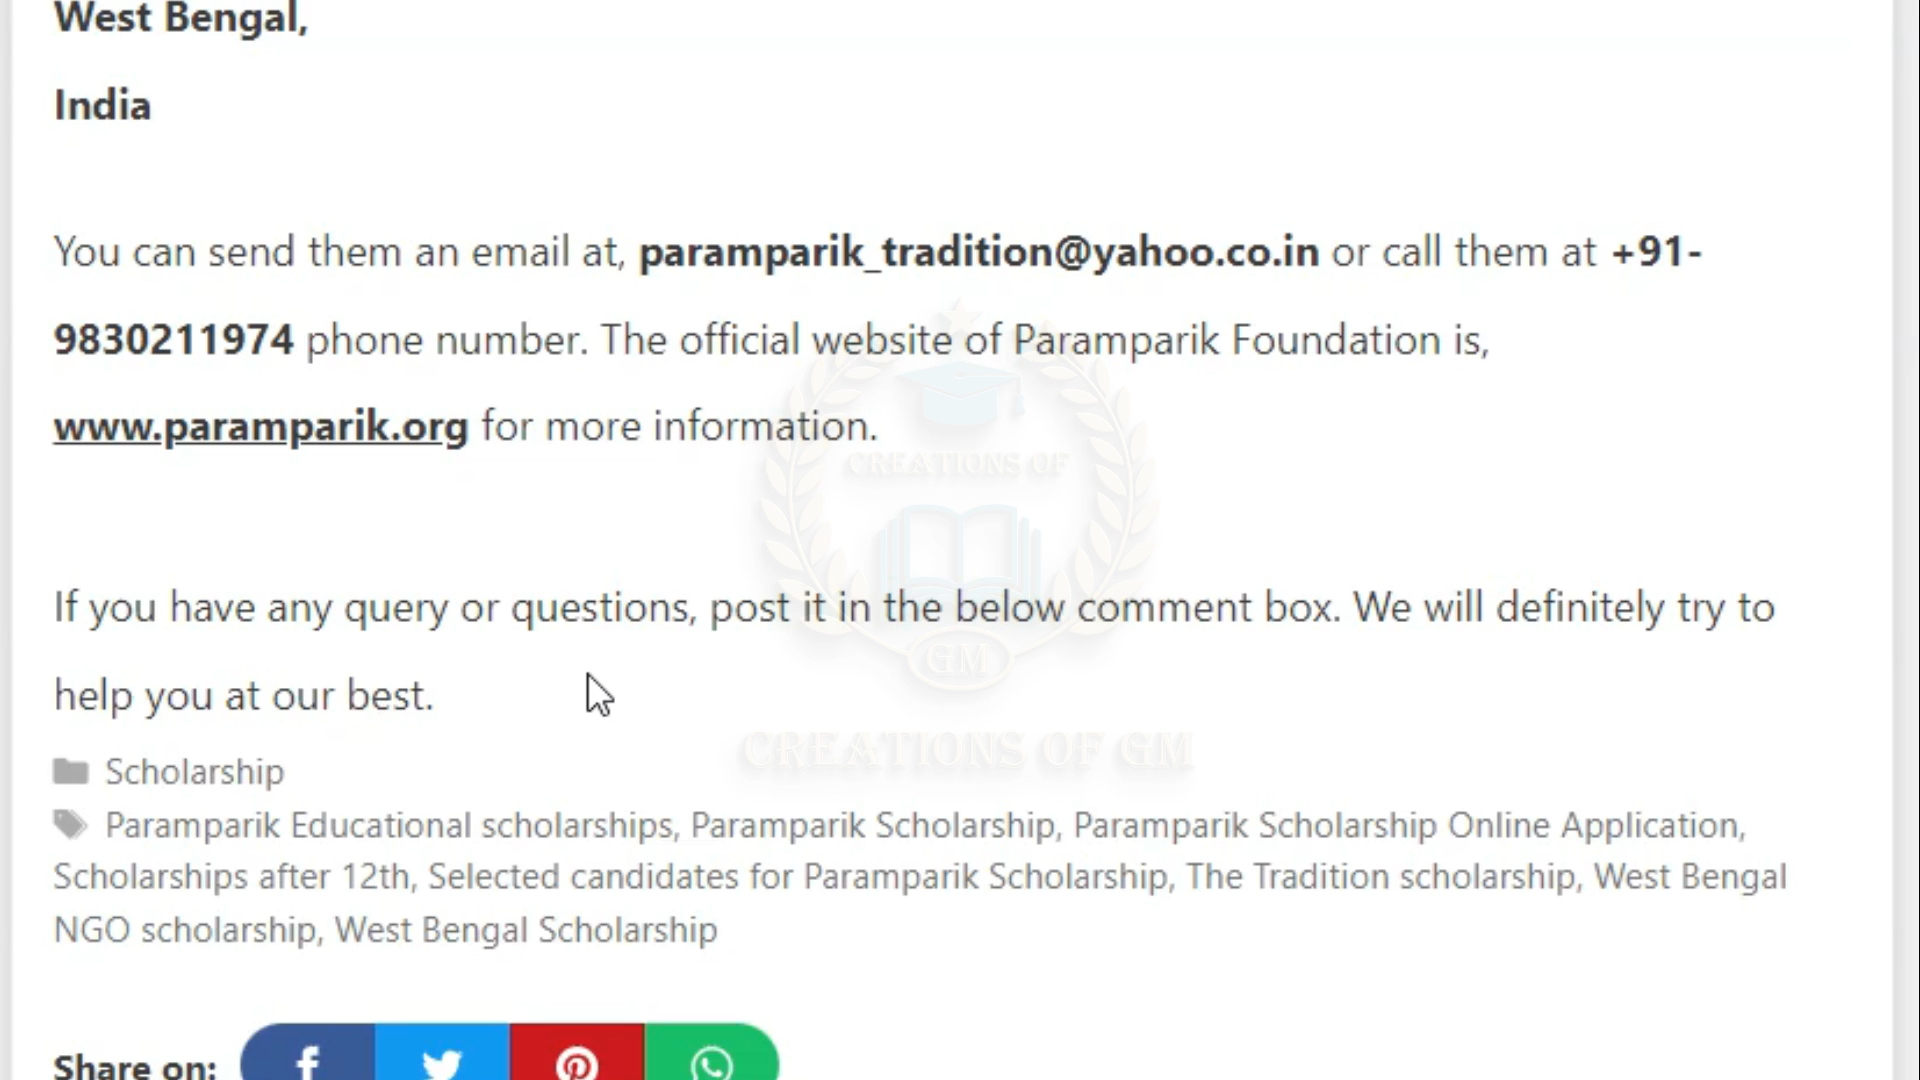 West Bengal,
India
You can send them an email at, paramparik_tradition@yahoo.co.in or call them at +91-
9830211974 phone number. The official website of Paramparik Foundation is,
www.paramparik.org for more information.
CREATIONS OF
If you have any query or questions, post it in the below comment box. We will definitely try to
GM
help you at our best.
CREATIONS OF GM
Scholarship
Paramparik Educational scholarships, Paramparik Scholarship, Paramparik Scholarship Online Application,
Scholarships after 12th, Selected candidates for Paramparik Scholarship, The Tradition scholarship, West Bengal
NGO scholarship, West Bengal Scholarship
Share on: